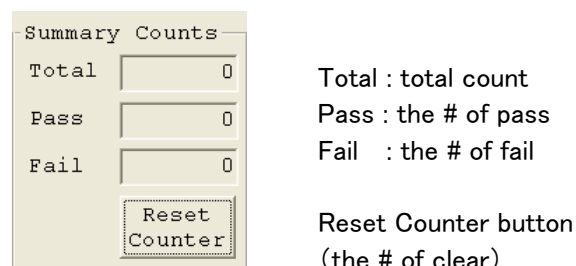 Summary Counts
Total 0
Pass 0
Fail 0
Reset
Counter
Total : total count
Pass : the # of pass
Fail : the # of fail
Reset Counter button
(the # of clear)